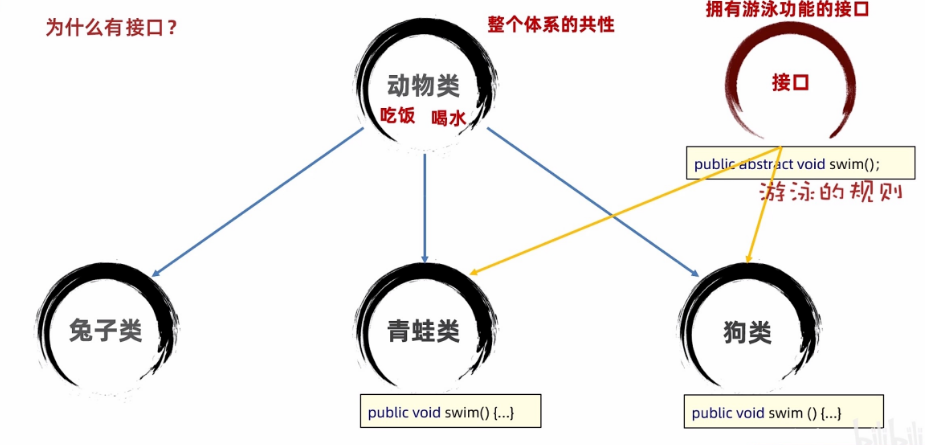 为什么有接口？
整个体系的共性
拥有游泳功能的接口
动物类
吃饭 喝水
接口
public abstract void swim();
游泳的规则
兔子类
青蛙类
狗类
public void swim() {...}
public void swim () {...}
bilibili